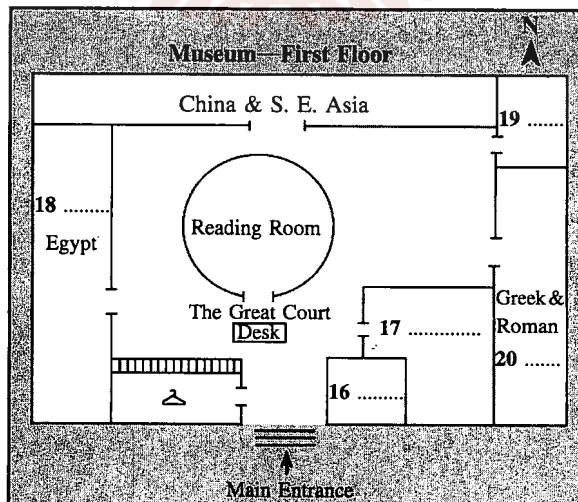 N
Museum—First Floor
China & S. E. Asia
19 .......
18 ..........
Egypt
Reading Room
The Great Court
Desk
Greek &
Roman
17 .............
20 .......
16 ..........
Main Entrance